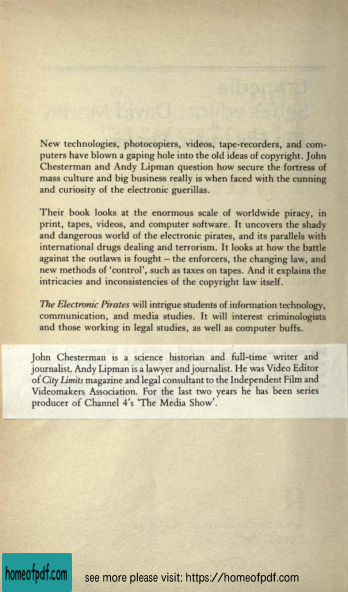 New technologies, photocopiers, videos, tape-recorders, and com-
puters have blown a gaping hole into the old ideas of copyright. John
Chesterman and Andy Lipman question how secure the fortress of
mass culture and big business really is when faced with the cunning
and curiosity of the electronic guerillas.
Their book looks at the enormous scale of worldwide piracy, in
print, tapes, videos, and computer software. It uncovers the shady
and dangerous world of the electronic pirates, and its parallels with
international drugs dealing and terrorism. It looks at how the battle
against the outlaws is fought – the enforcers, the changing law, and
new methods of 'control', such as taxes on tapes. And it explains the
intricacies and inconsistencies of the copyright law itself.
The Electronic Pirates will intrigue students of information technology,
communication, and media studies. It will interest criminologists
and those working in legal studies, as well as computer buffs.
John Chesterman is a science historian and full-time writer and
journalist. Andy Lipman is a lawyer and journalist. He was Video Editor
of City Limits magazine and legal consultant to the Independent Film and
Videomakers Association. For the last two years he has been series
producer of Channel 4's 'The Media Show'.
homeofpdf.com
see more please visit: https://homeofpdf.com